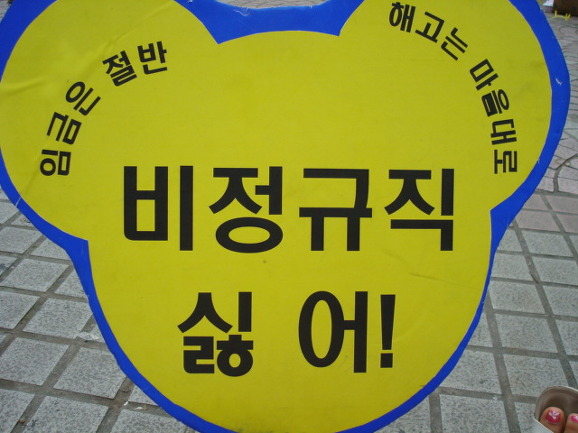 임금은 절반
해고는 마음대로
비정규직
싫어!